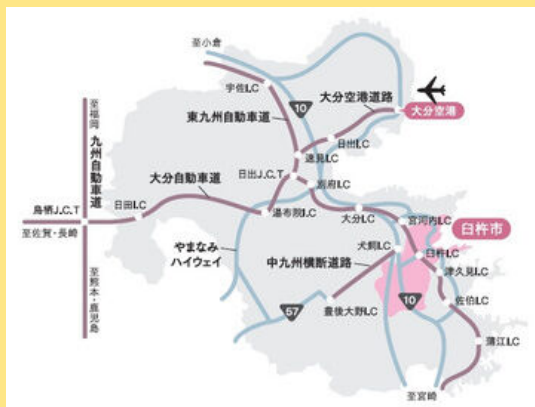 至小倉
宇佐I.C
大分空港道路
10
東九州自動車道
大分空港
至福岡
九州自動車道
日出I.C
速見I.C
大分自動車道
日出J.C.T
別府I.C
鳥栖J.C.T
日田I.C
湯布院I.C
大分I.C
宮河内I.C
臼杵市
至佐賀・長崎
やまなみ
ハイウェイ
犬飼I.C
臼杵I.C
中九州横断道路
津久見I.C
至熊本・鹿児島
57
10
豊後大野I.C
佐伯I.C
蒲江I.C
至宮崎